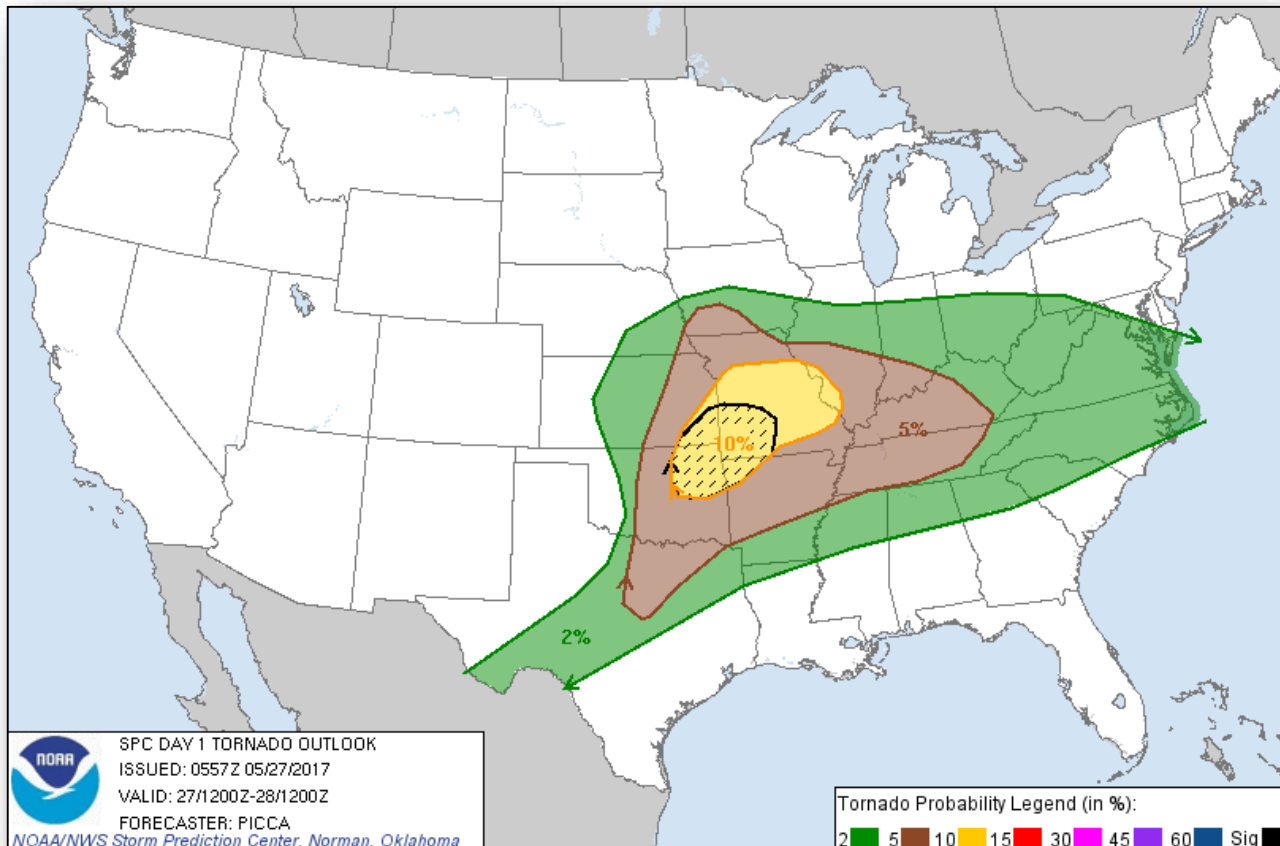 10%
5%
2%
NOAA
SPC DAY 1 TORNADO OUTLOOK
ISSUED: 0557Z 05/27/2017
VALID: 27/1200Z-28/1200Z
FORECASTER: PICCA
NOAA/NWS Storm Prediction Center, Norman, Oklahoma
Tornado Probability Legend (in %):
2 5 10 15 30 45 60 Sig